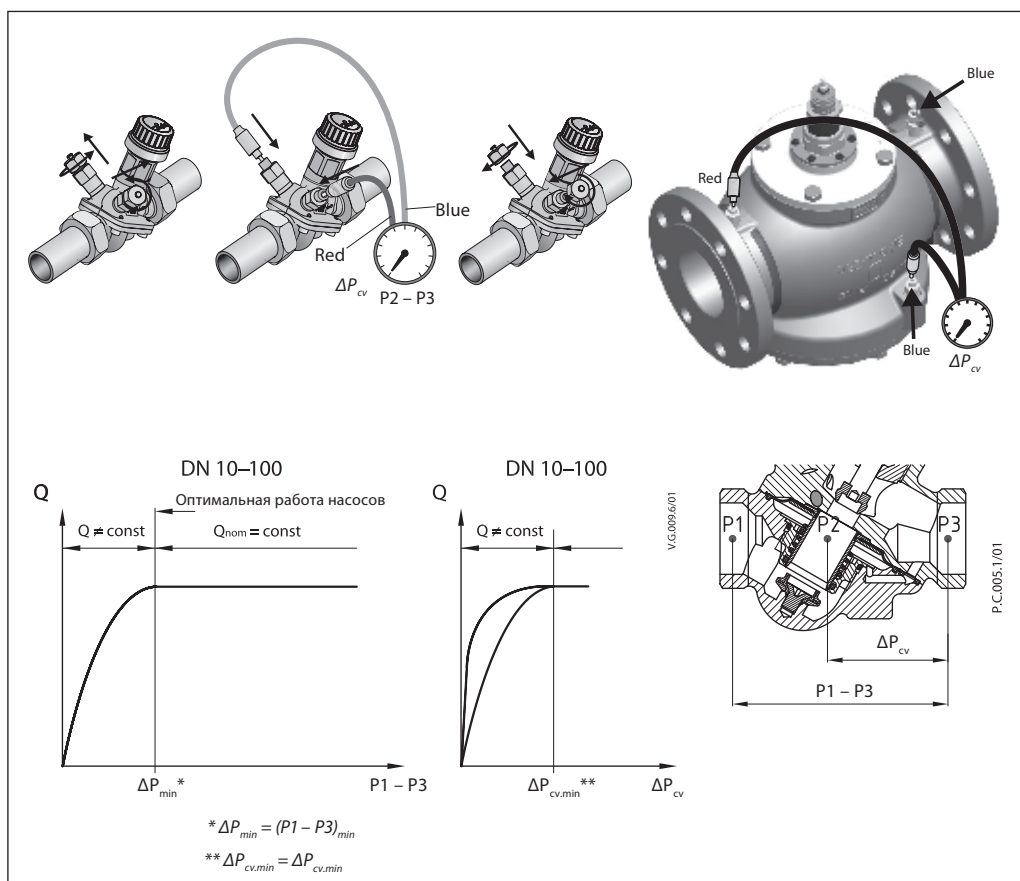 Blue
Red
ΔPcv
P2 – P3
Blue
Red
Blue
ΔPcv
DN 10–100
Q
Оптимальная работа насосов
Q ≠ const
Qnom = const
ΔPmin*
P1 – P3
DN 10–100
Q
Q ≠ const
ΔPcv.min**
ΔPcv
V.G.009.6/01
P1
P2
P3
ΔPcv
P1 – P3
P.C.005.1/01
* ΔPmin = (P1 – P3)min
** ΔPcv.min = ΔPcv.min